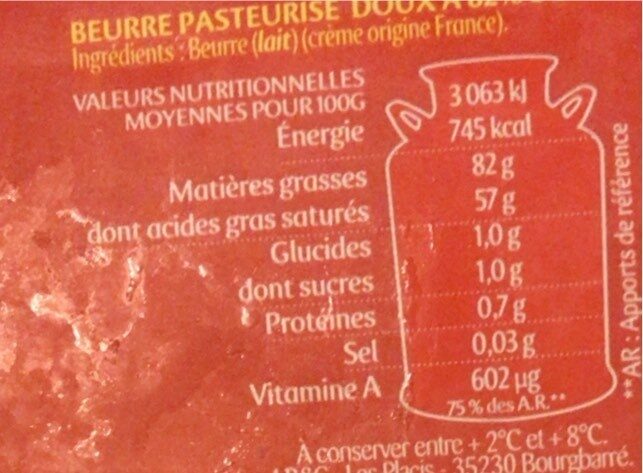 BEURRE PASTEURISÉ DOUX À 82
Ingrédients : Beurre (lait) (crème origine France).
VALEURS NUTRITIONNELLES
MOYENNES POUR 100G
Énergie 3 063 kJ
745 kcal
Matières grasses 82 g
dont acides gras saturés 57 g
Glucides 1,0 g
dont sucres 1,0 g
Protéines 0,7 g
Sel 0,03 g
Vitamine A 602 µg
75 % des A.R.**
**AR : Apports de référence
À conserver entre + 2°C et + 8°C.
Los Placis - 35230 Bourgbarré.